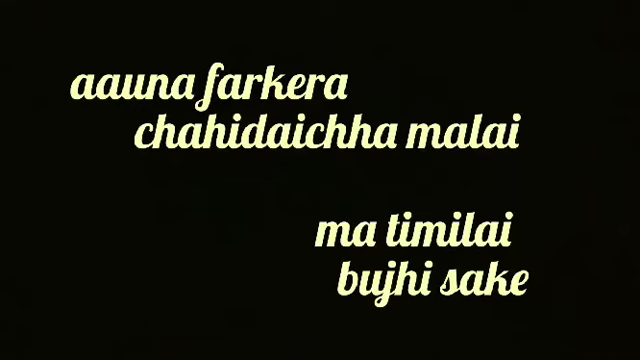 aauna farkera
chahidaichha malai
ma timilai
bujhi sake